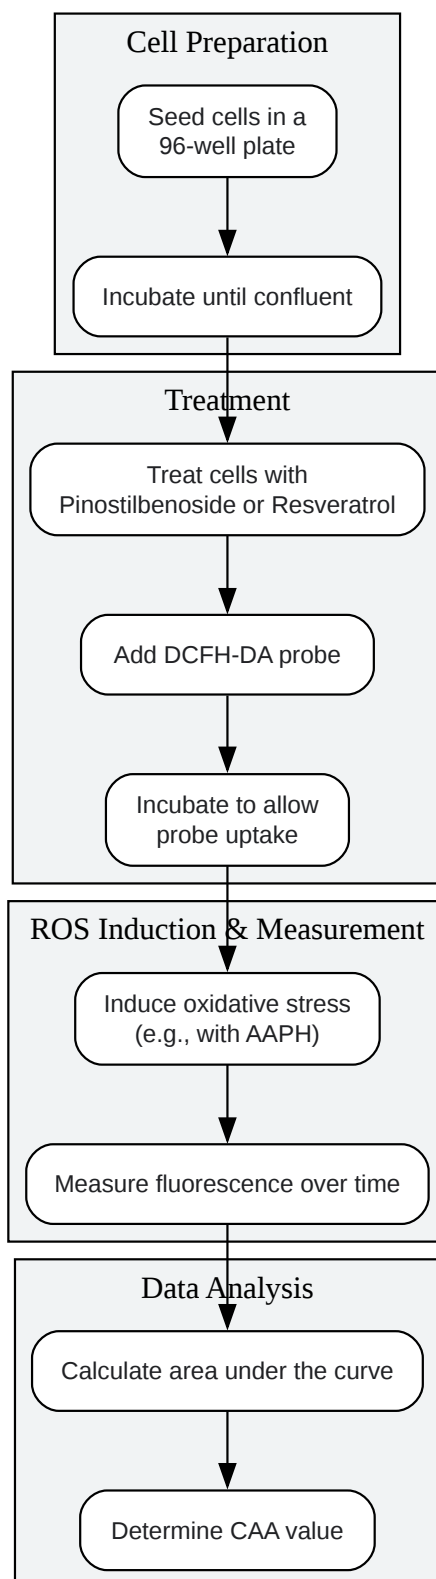 Cell Preparation
Seed cells in a
96-well plate
Incubate until confluent
Treatment
Treat cells with
Pinostilbenoside or Resveratrol
Add DCFH-DA probe
Incubate to allow
probe uptake
ROS Induction & Measurement
Induce oxidative stress
(e.g., with AAPH)
Measure fluorescence over time
Data Analysis
Calculate area under the curve
Determine CAA value